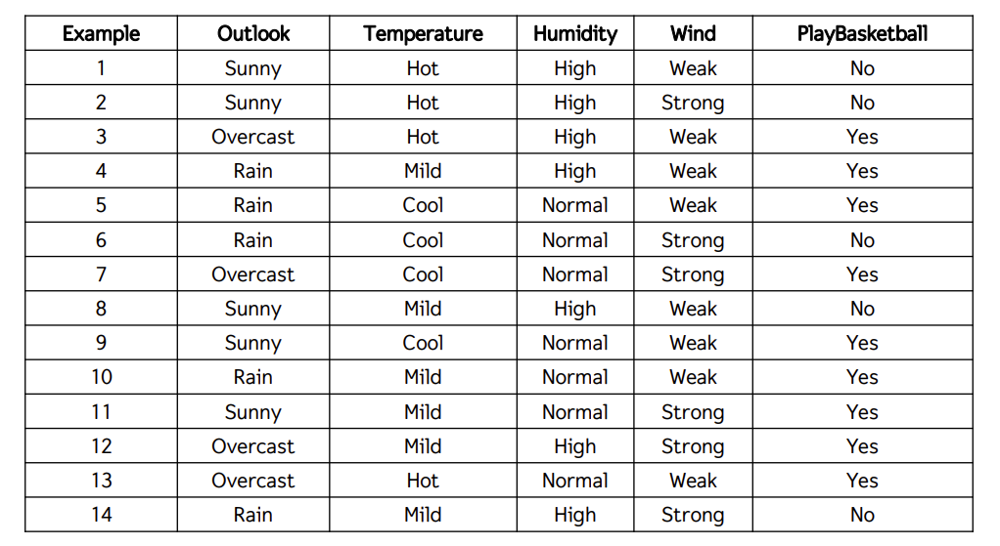 Example Outlook Temperature Humidity Wind PlayBasketball
1 Sunny Hot High Weak No
2 Sunny Hot High Strong No
3 Overcast Hot High Weak Yes
4 Rain Mild High Weak Yes
5 Rain Cool Normal Weak Yes
6 Rain Cool Normal Strong No
7 Overcast Cool Normal Strong Yes
8 Sunny Mild High Weak No
9 Sunny Cool Normal Weak Yes
10 Rain Mild Normal Weak Yes
11 Sunny Mild Normal Strong Yes
12 Overcast Mild High Strong Yes
13 Overcast Hot Normal Weak Yes
14 Rain Mild High Strong No